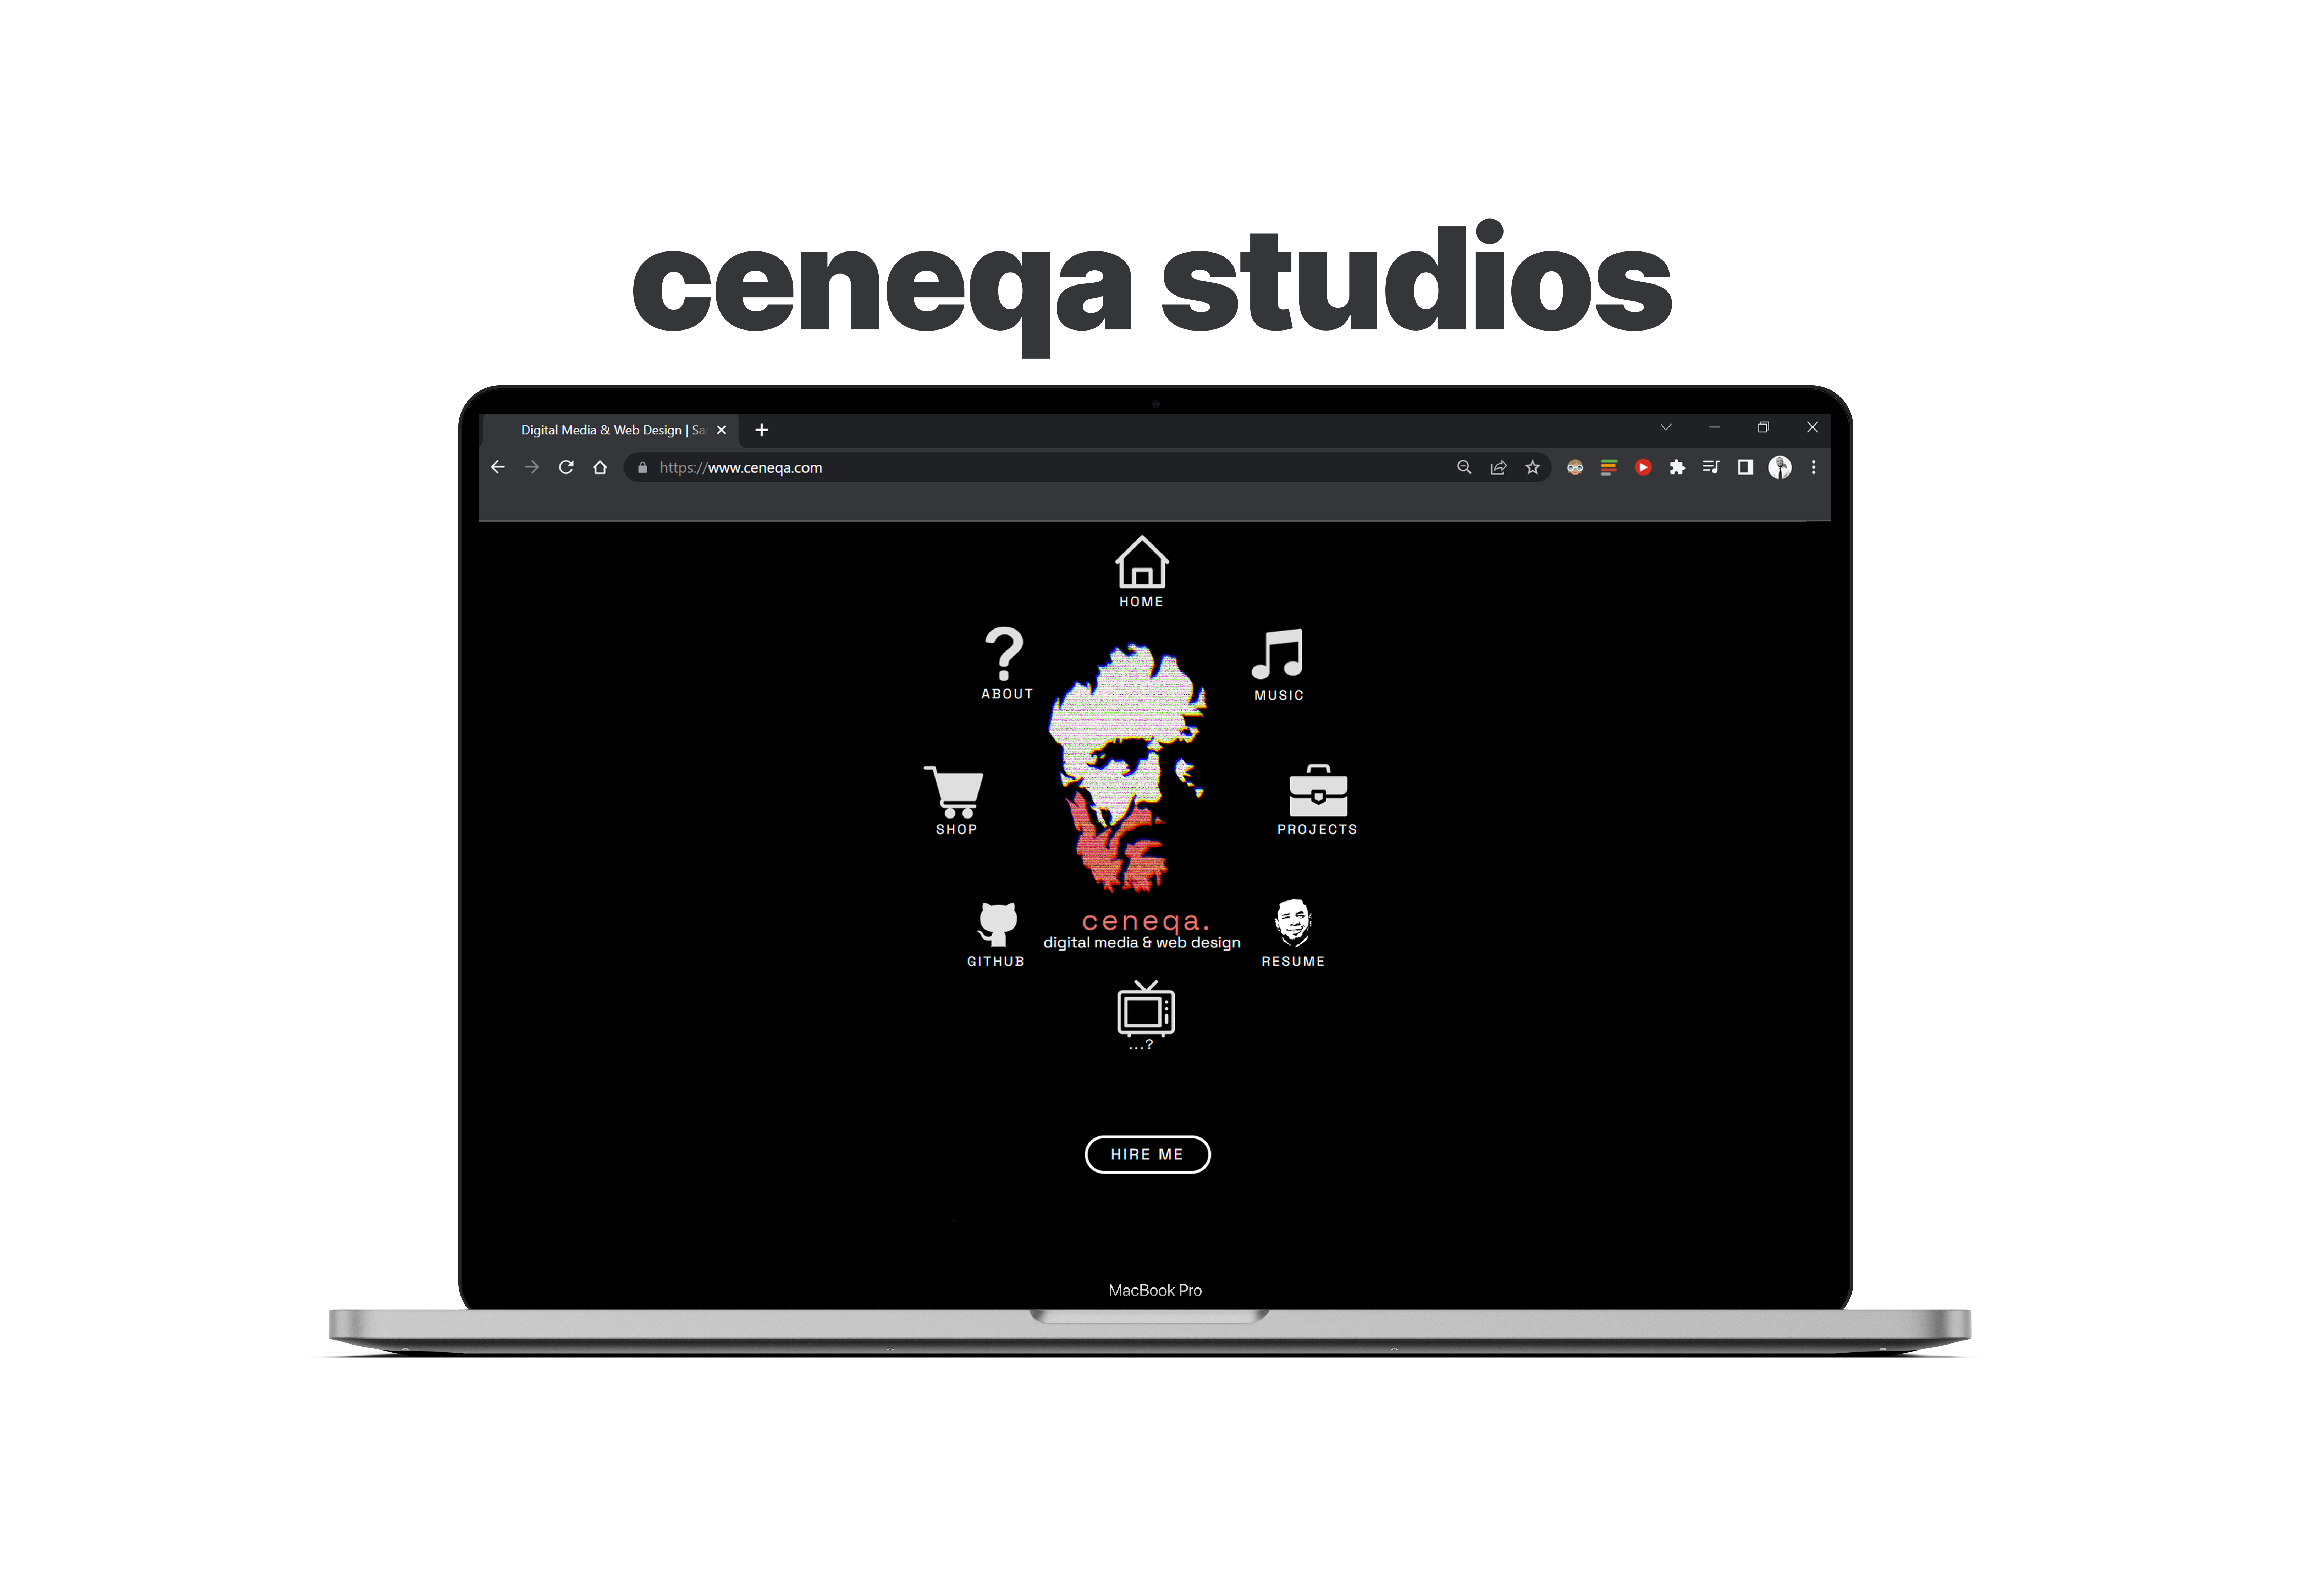 ceneqa studios
Digital Media & Web Design | Sa
https://www.ceneqa.com
HOME
ABOUT
MUSIC
SHOP
PROJECTS
ceneqa.
digital media & web design
GITHUB
RESUME
...?
HIRE ME
MacBook Pro